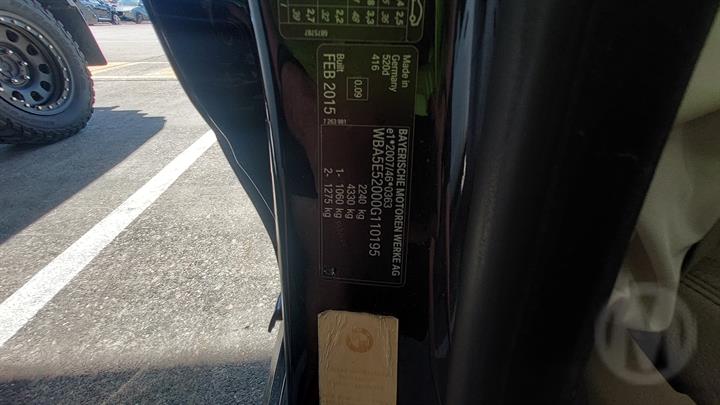 BAYERISCHE MOTOREN WERKE AG
e1*2007/46*0363
WBA5E52000G110195
2240 kg
4330 kg
1- 1060 kg
2- 1275 kg
Made in
Germany
520d
416
0.09
Built
FEB 2015
7 263 981
6875787